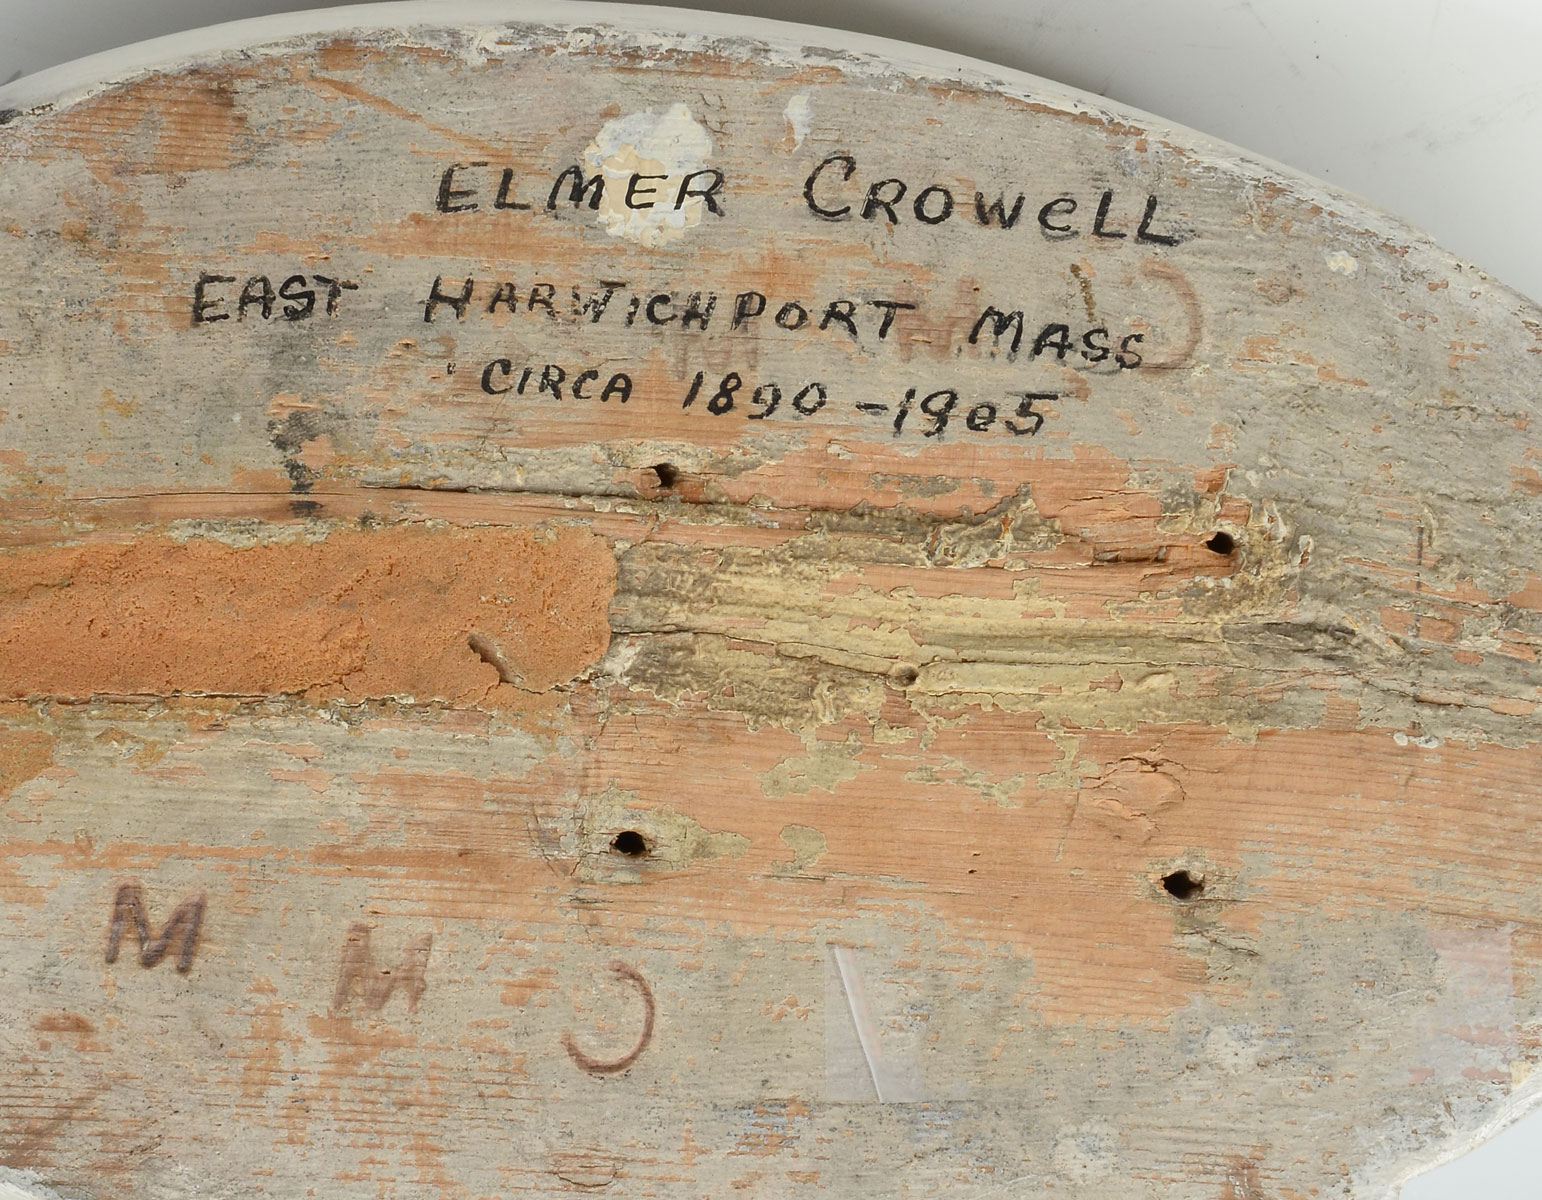 ELMER CROWeLL
EAST HARWICHPORT MASS
CIRCA 1890-1905
M M